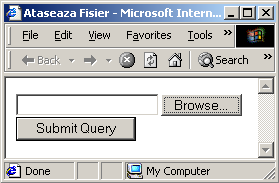 Ataseaza Fisier - Microsoft Intern...
File Edit View Favorites Tools »
Back » Search »
Browse...
Submit Query
Done My Computer